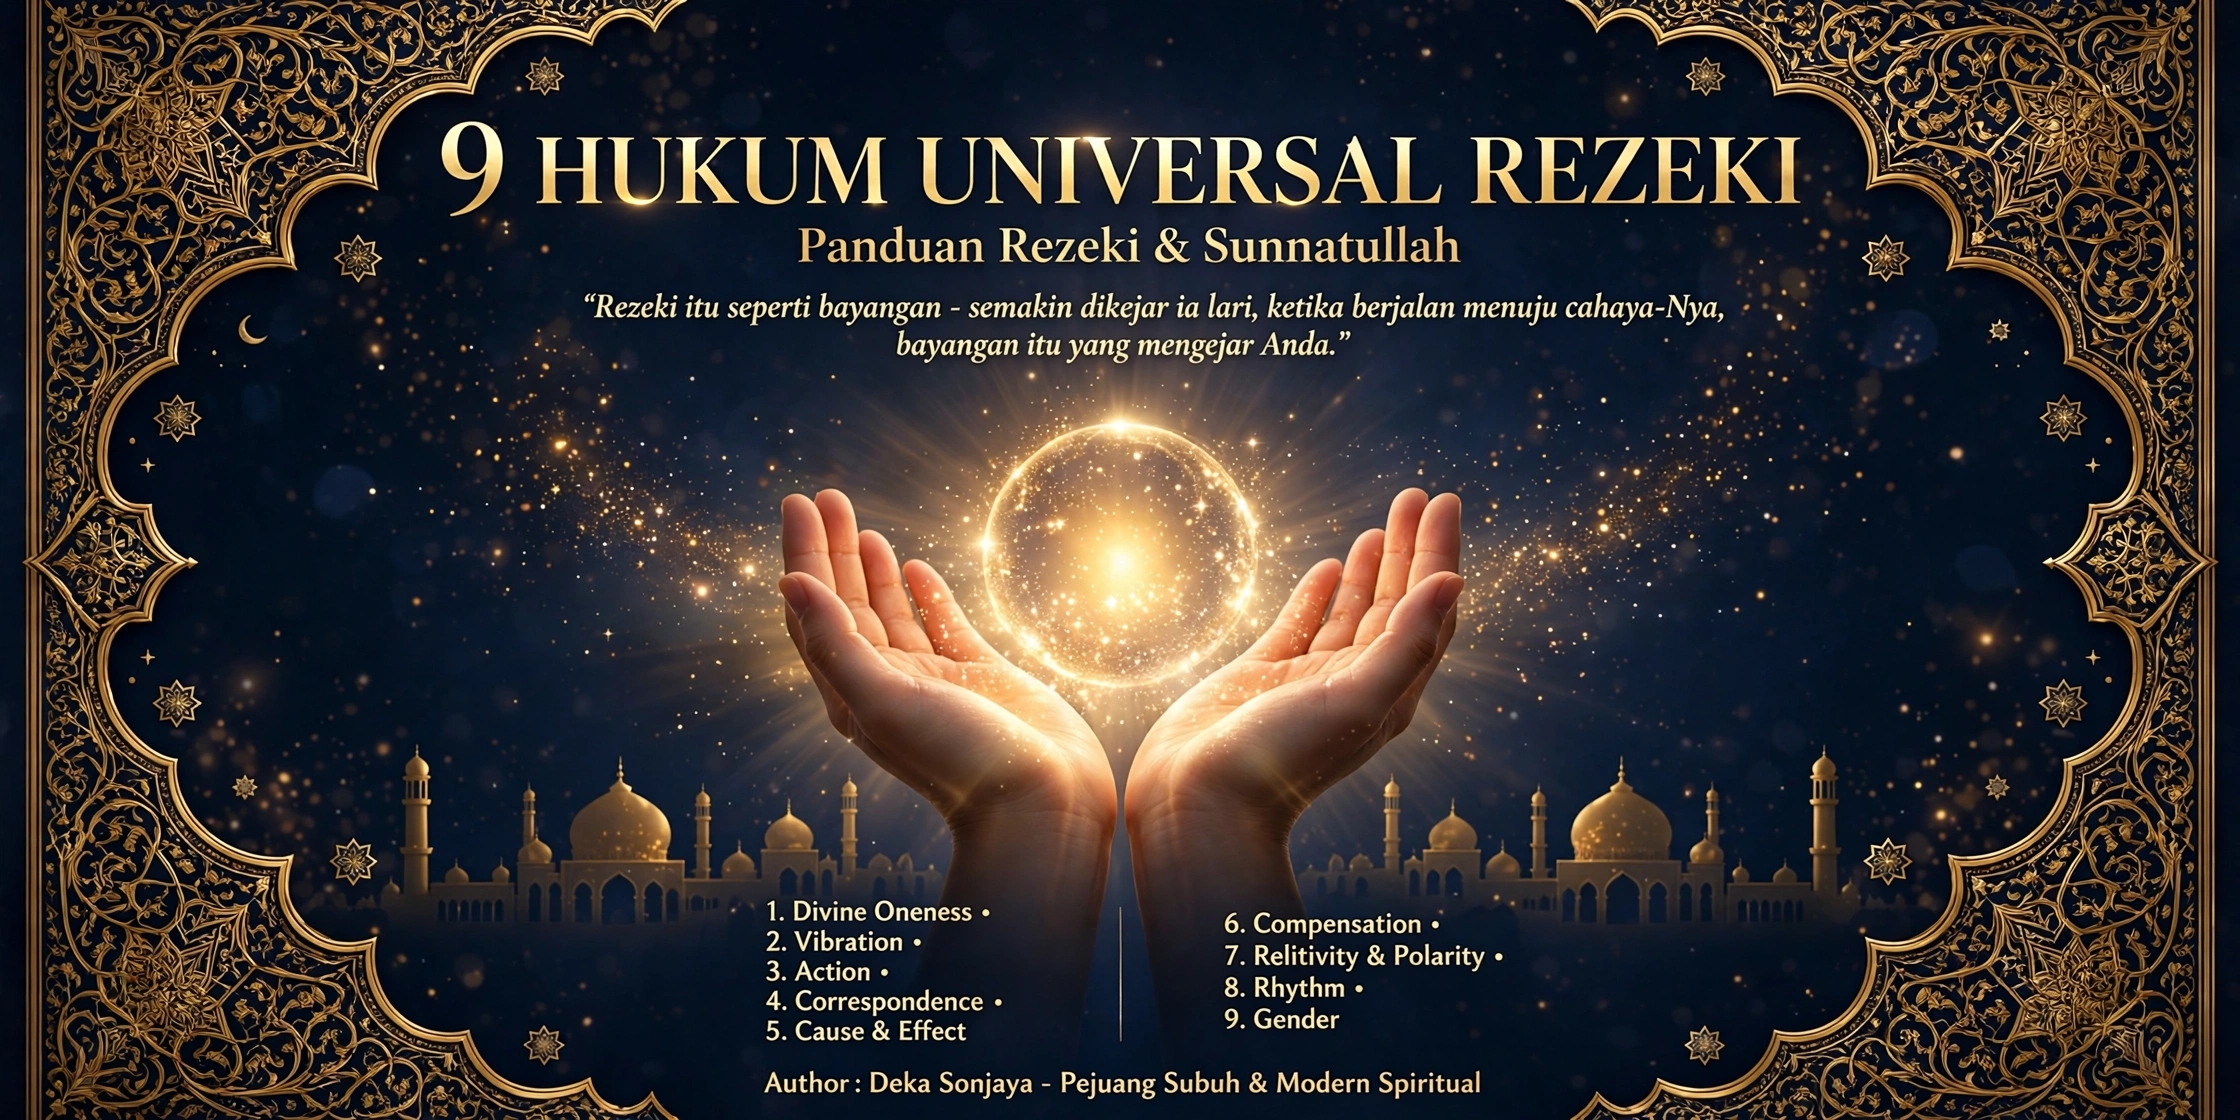 9 HUKUM UNIVERSAL REZEKI
Panduan Rezeki & Sunnatullah
“Rezeki itu seperti bayangan - semakin dikejar ia lari, ketika berjalan menuju cahaya-Nya,
bayangan itu yang mengejar Anda.”
1. Divine Oneness •
2. Vibration •
3. Action •
4. Correspondence •
5. Cause & Effect
6. Compensation •
7. Relitivity & Polarity •
8. Rhythm •
9. Gender
Author : Deka Sonjaya - Pejuang Subuh & Modern Spiritual